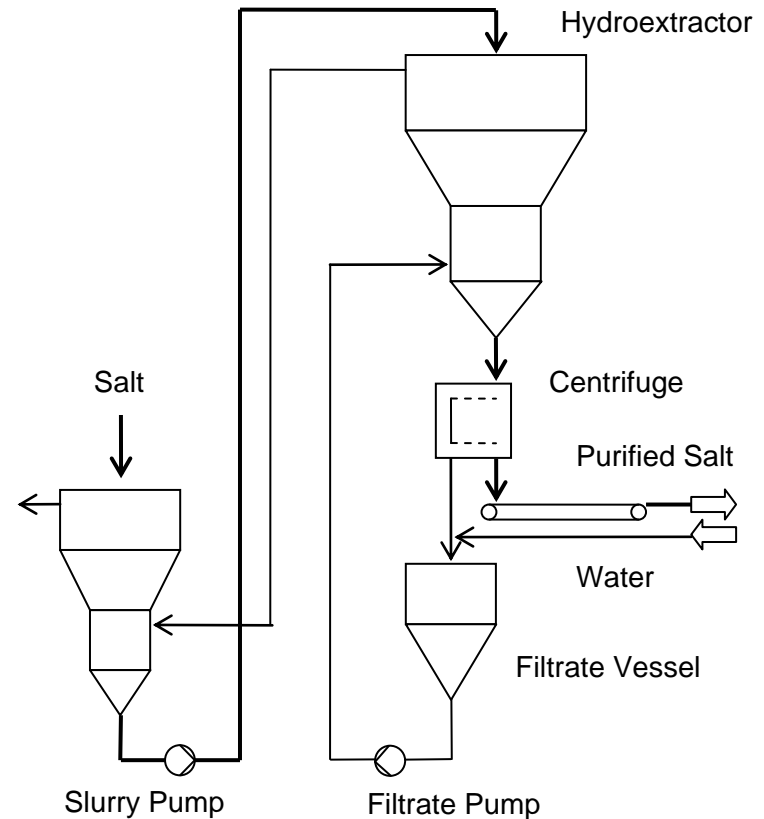 Hydroextractor
Salt
Centrifuge
Purified Salt
Water
Filtrate Vessel
Slurry Pump
Filtrate Pump